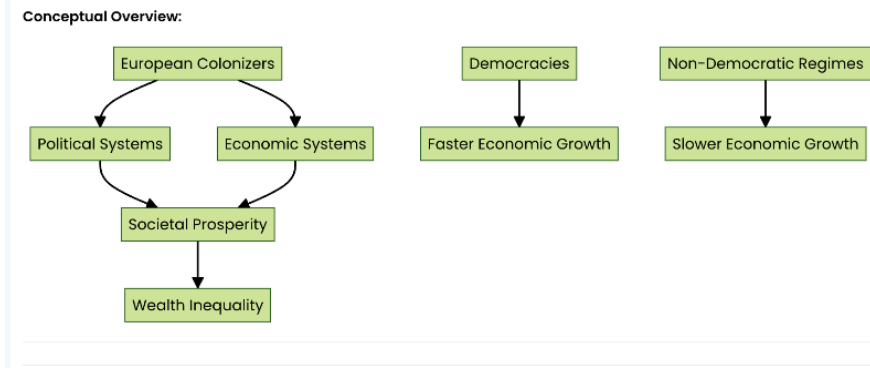 Conceptual Overview:
European Colonizers
Democracies
Non-Democratic Regimes
Political Systems
Economic Systems
Faster Economic Growth
Slower Economic Growth
Societal Prosperity
Wealth Inequality